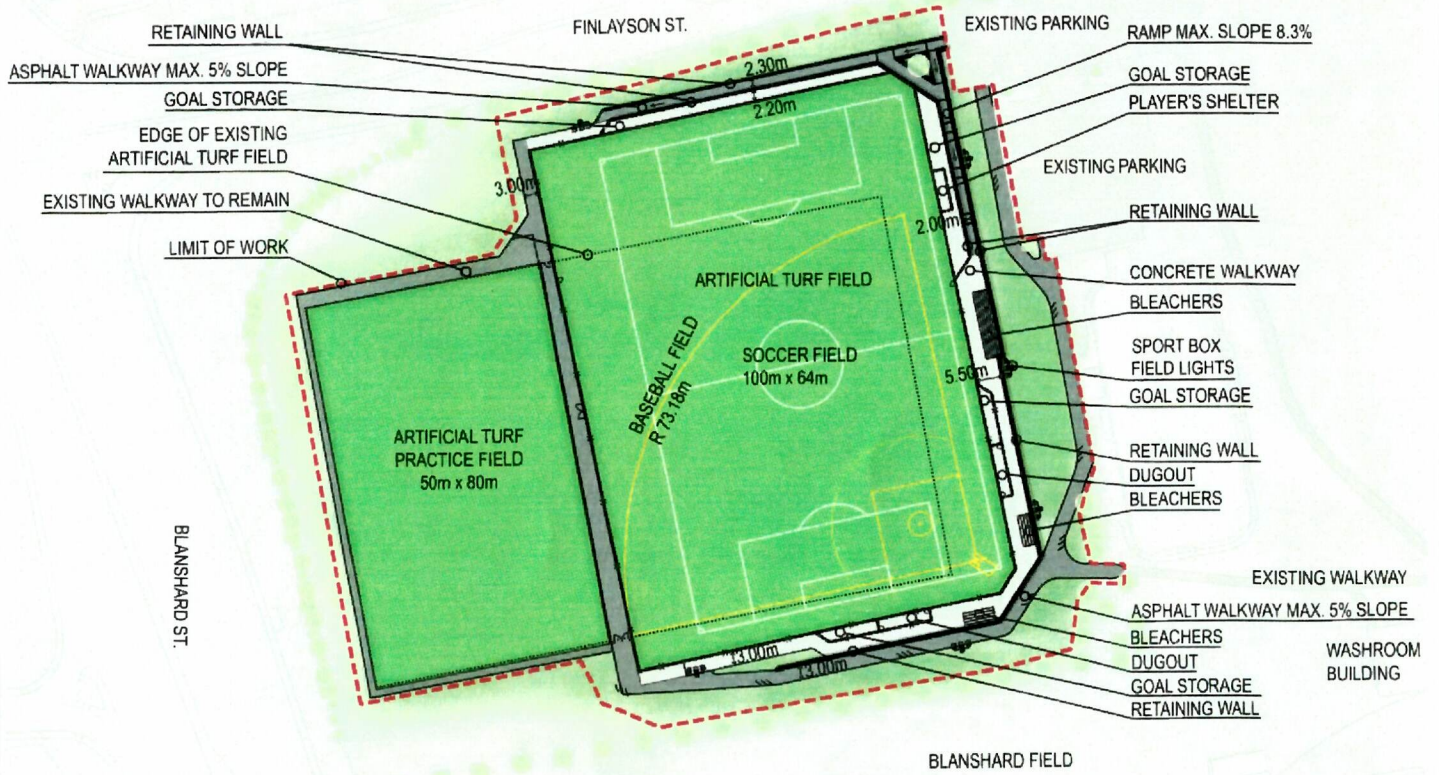 FINLAYSON ST.
RETAINING WALL
ASPHALT WALKWAY MAX. 5% SLOPE
GOAL STORAGE
EDGE OF EXISTING
ARTIFICIAL TURF FIELD
EXISTING WALKWAY TO REMAIN
LIMIT OF WORK
EXISTING PARKING
RAMP MAX. SLOPE 8.3%
GOAL STORAGE
PLAYER'S SHELTER
EXISTING PARKING
RETAINING WALL
CONCRETE WALKWAY
BLEACHERS
SPORT BOX
FIELD LIGHTS
GOAL STORAGE
RETAINING WALL
DUGOUT
BLEACHERS
EXISTING WALKWAY
ASPHALT WALKWAY MAX. 5% SLOPE
BLEACHERS
DUGOUT
GOAL STORAGE
RETAINING WALL
WASHROOM
BUILDING
2.30m
2.20m
3.00m
2.00m
5.50m
13.00m
13.00m
ARTIFICIAL TURF FIELD
SOCCER FIELD
100m x 64m
BASEBALL FIELD
R 73.18m
ARTIFICIAL TURF
PRACTICE FIELD
50m x 80m
BLANSHARD ST.
BLANSHARD FIELD